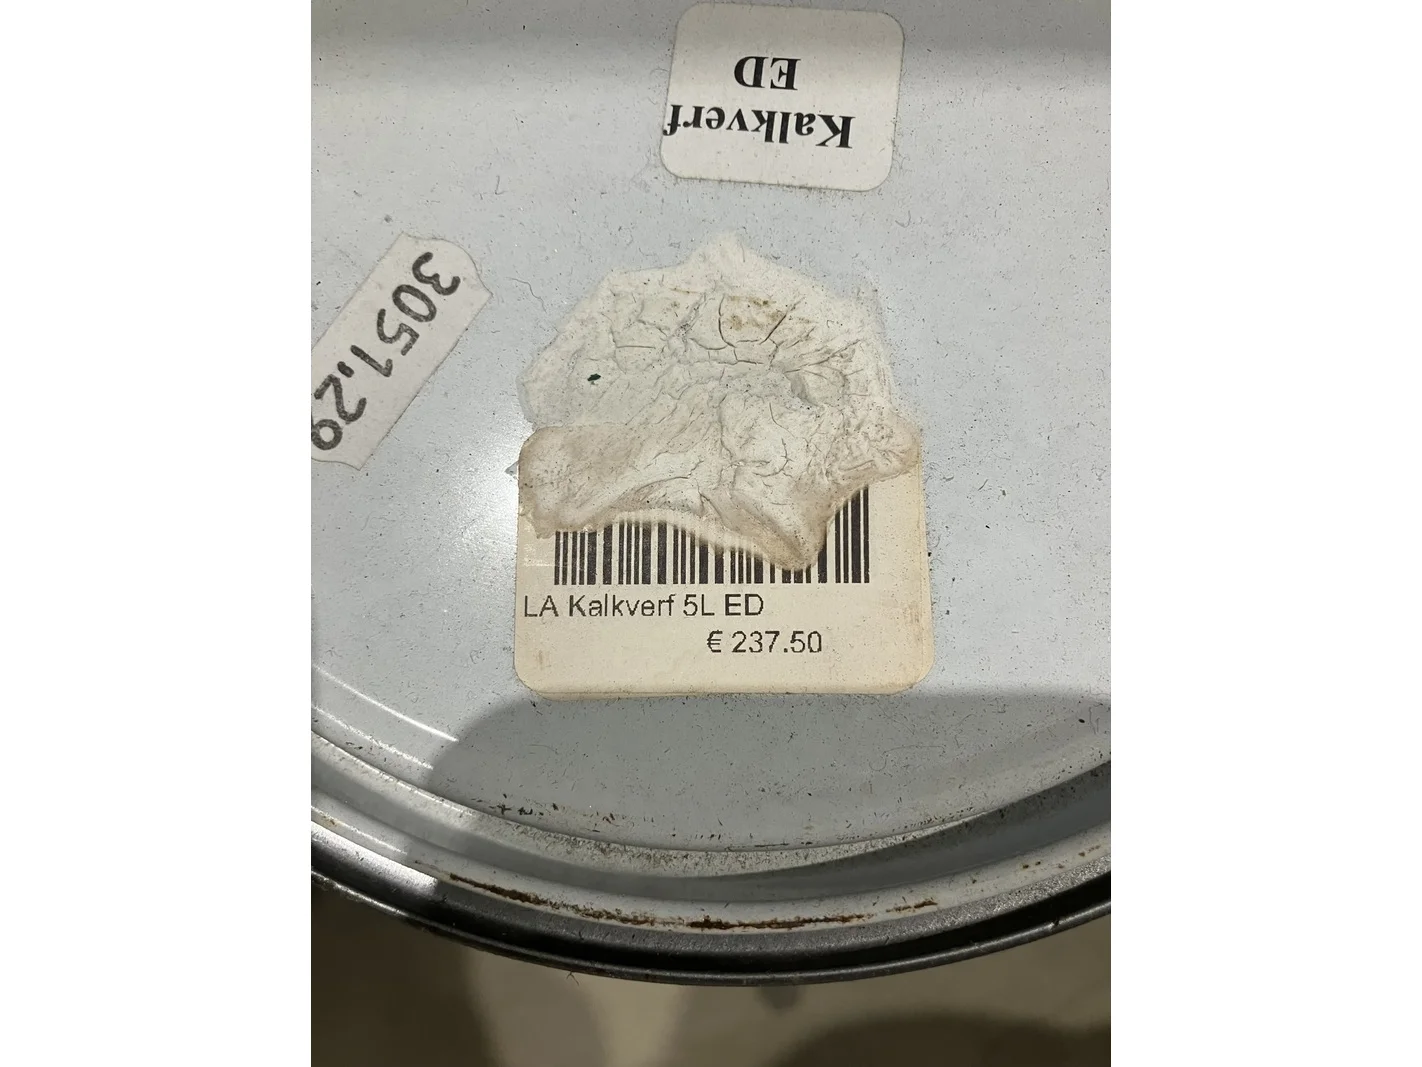 Kalkverf
ED
3051,29
LA Kalkverf 5L ED
€ 237.50